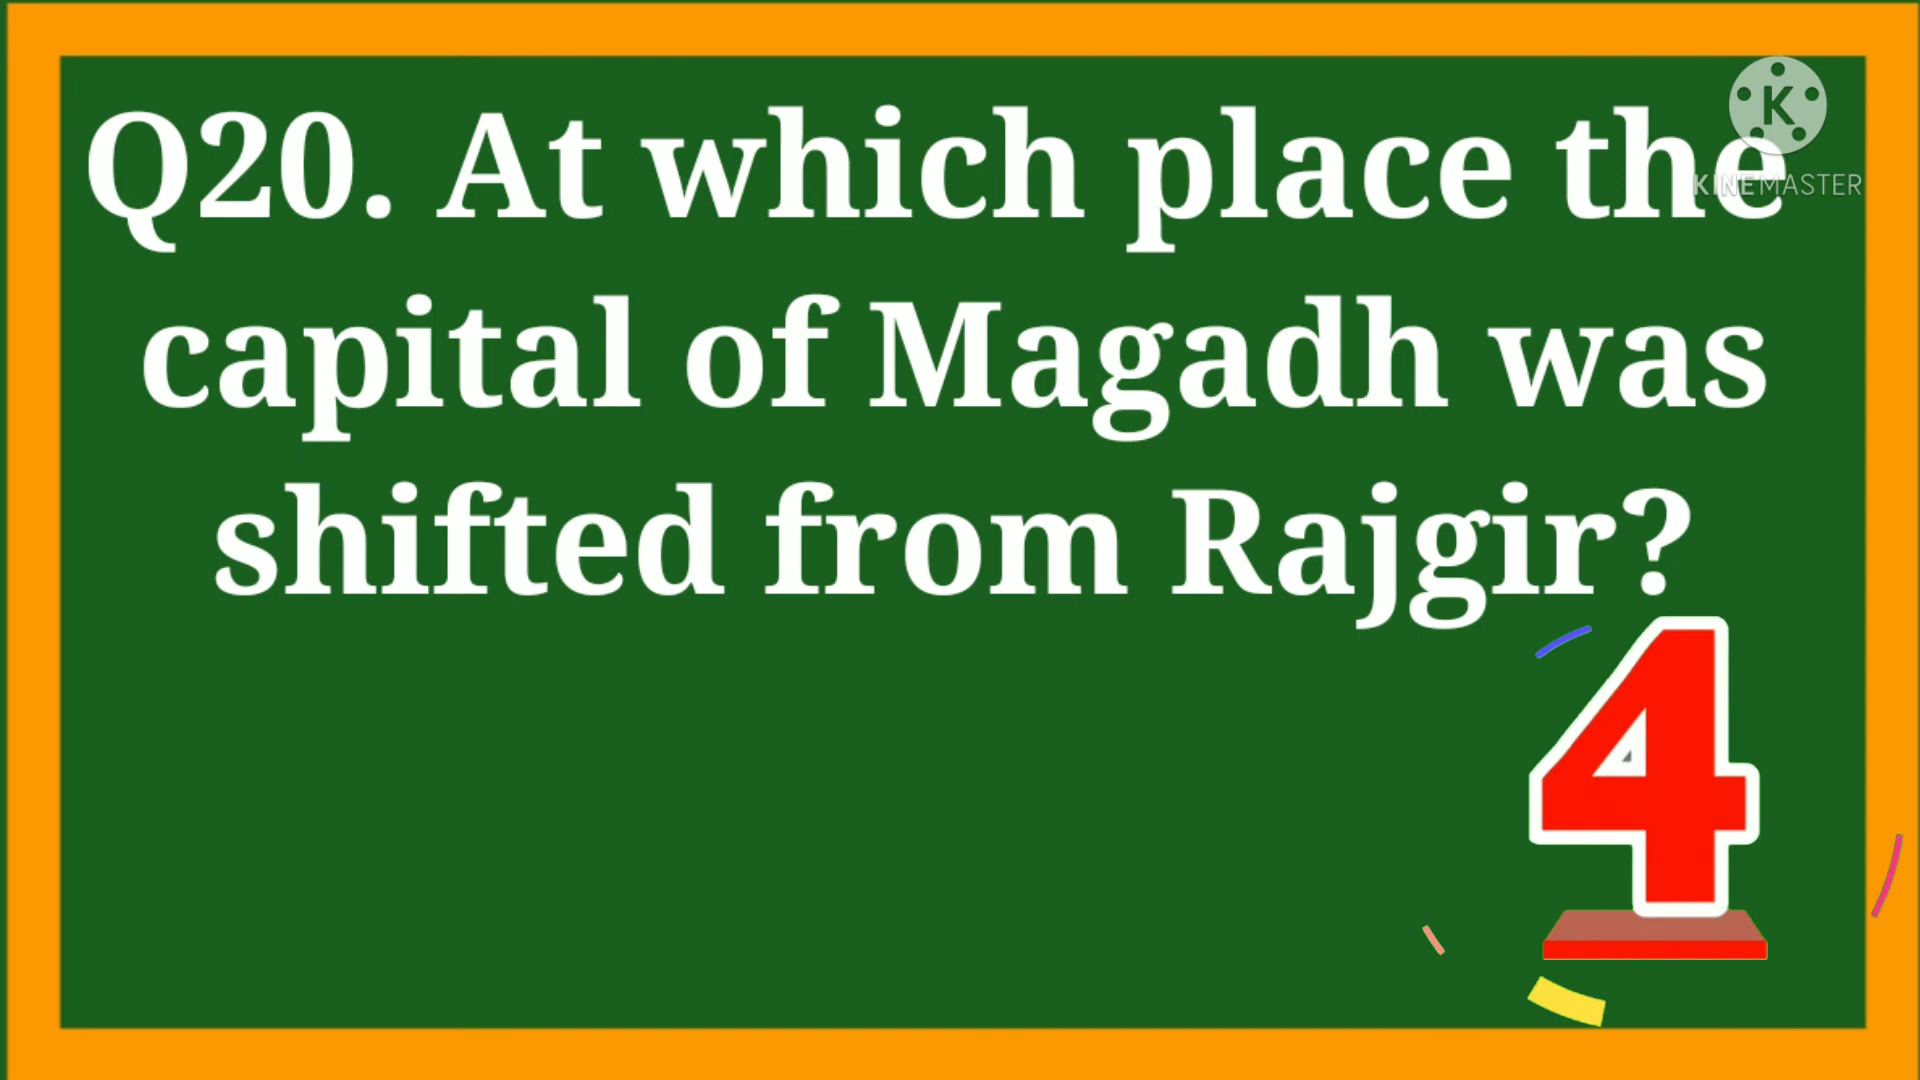 Q20. At which place the
capital of Magadh was
shifted from Rajgir?
K
KINEMASTER
4